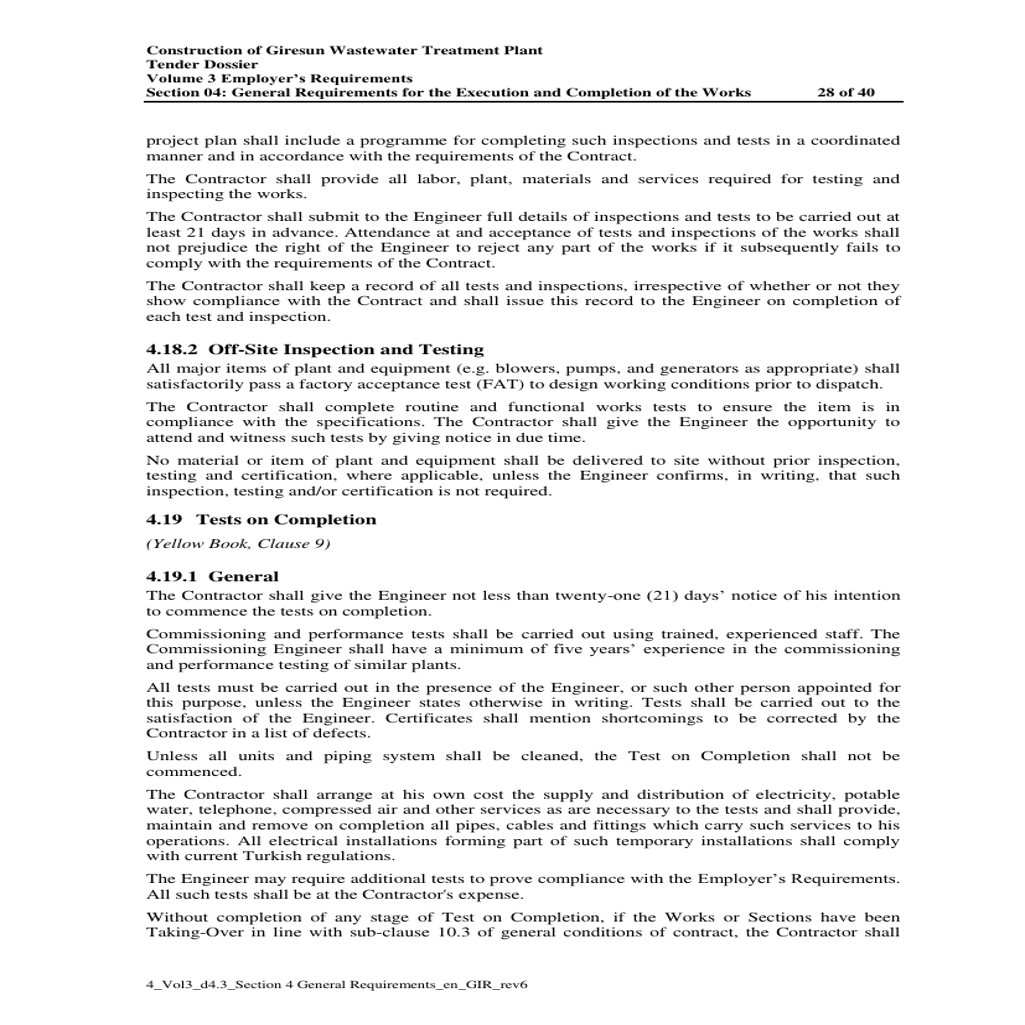 Construction of Giresun Wastewater Treatment Plant
Tender Dossier
Volume 3 Employer’s Requirements
Section 04: General Requirements for the Execution and Completion of the Works 28 of 40
project plan shall include a programme for completing such inspections and tests in a coordinated
manner and in accordance with the requirements of the Contract.
The Contractor shall provide all labor, plant, materials and services required for testing and
inspecting the works.
The Contractor shall submit to the Engineer full details of inspections and tests to be carried out at
least 21 days in advance. Attendance at and acceptance of tests and inspections of the works shall
not prejudice the right of the Engineer to reject any part of the works if it subsequently fails to
comply with the requirements of the Contract.
The Contractor shall keep a record of all tests and inspections, irrespective of whether or not they
show compliance with the Contract and shall issue this record to the Engineer on completion of
each test and inspection.
4.18.2 Off-Site Inspection and Testing
All major items of plant and equipment (e.g. blowers, pumps, and generators as appropriate) shall
satisfactorily pass a factory acceptance test (FAT) to design working conditions prior to dispatch.
The Contractor shall complete routine and functional works tests to ensure the item is in
compliance with the specifications. The Contractor shall give the Engineer the opportunity to
attend and witness such tests by giving notice in due time.
No material or item of plant and equipment shall be delivered to site without prior inspection,
testing and certification, where applicable, unless the Engineer confirms, in writing, that such
inspection, testing and/or certification is not required.
4.19 Tests on Completion
(Yellow Book, Clause 9)
4.19.1 General
The Contractor shall give the Engineer not less than twenty-one (21) days’ notice of his intention
to commence the tests on completion.
Commissioning and performance tests shall be carried out using trained, experienced staff. The
Commissioning Engineer shall have a minimum of five years’ experience in the commissioning
and performance testing of similar plants.
All tests must be carried out in the presence of the Engineer, or such other person appointed for
this purpose, unless the Engineer states otherwise in writing. Tests shall be carried out to the
satisfaction of the Engineer. Certificates shall mention shortcomings to be corrected by the
Contractor in a list of defects.
Unless all units and piping system shall be cleaned, the Test on Completion shall not be
commenced.
The Contractor shall arrange at his own cost the supply and distribution of electricity, potable
water, telephone, compressed air and other services as are necessary to the tests and shall provide,
maintain and remove on completion all pipes, cables and fittings which carry such services to his
operations. All electrical installations forming part of such temporary installations shall comply
with current Turkish regulations.
The Engineer may require additional tests to prove compliance with the Employer’s Requirements.
All such tests shall be at the Contractor's expense.
Without completion of any stage of Test on Completion, if the Works or Sections have been
Taking-Over in line with sub-clause 10.3 of general conditions of contract, the Contractor shall
4_Vol3_d4.3_Section 4 General Requirements_en_GIR_rev6